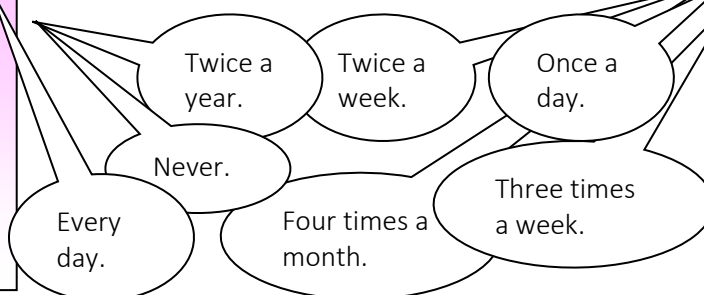 Twice a
year.
Twice a
week.
Once a
day.
Never.
Three times
a week.
Every
day.
Four times a
month.